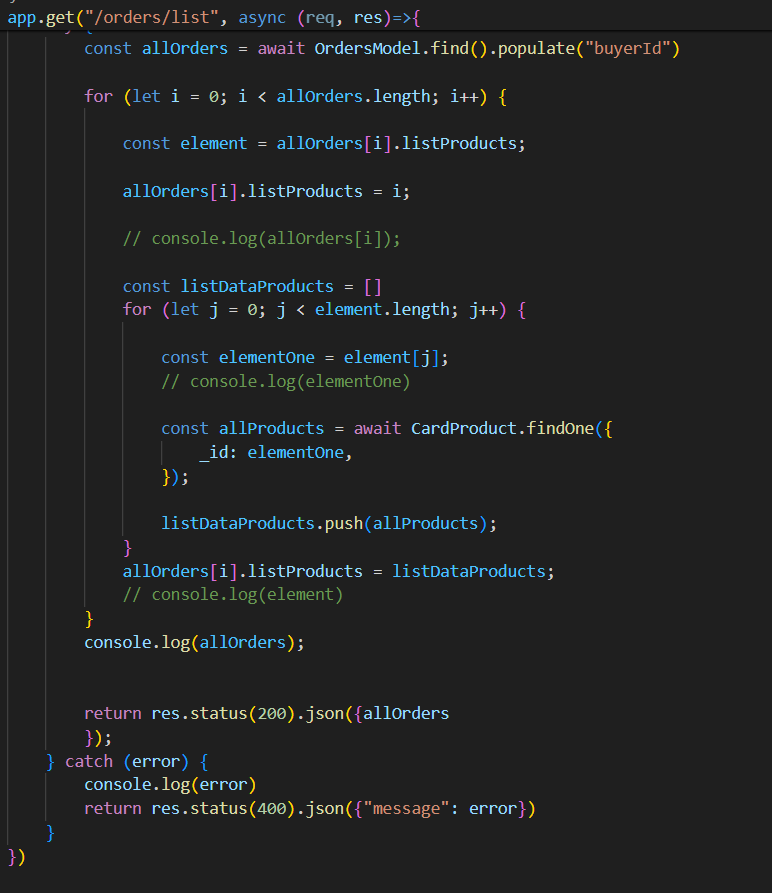 app.get("/orders/list", async (req, res)=>{
const allOrders = await OrdersModel.find().populate("buyerId")
for (let i = 0; i < allOrders.length; i++) {
const element = allOrders[i].listProducts;
allOrders[i].listProducts = i;
// console.log(allOrders[i]);
const listDataProducts = []
for (let j = 0; j < element.length; j++) {
const elementOne = element[j];
// console.log(elementOne)
const allProducts = await CardProduct.findOne({
_id: elementOne,
});
listDataProducts.push(allProducts);
}
allOrders[i].listProducts = listDataProducts;
// console.log(element)
}
console.log(allOrders);
return res.status(200).json({allOrders
});
} catch (error) {
console.log(error)
return res.status(400).json({"message": error})
}
})